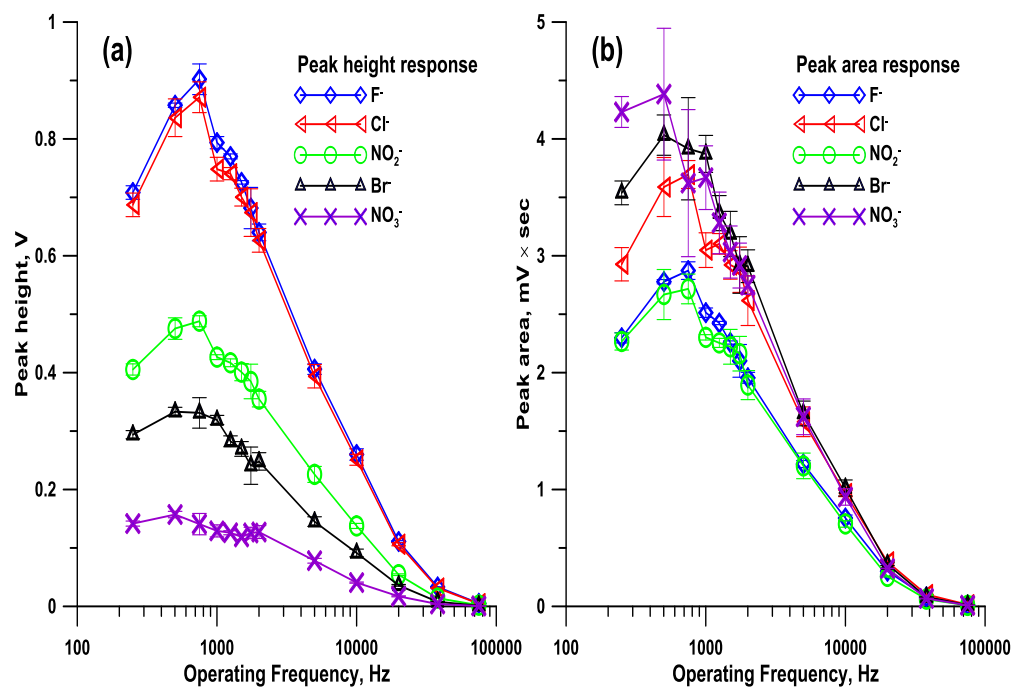 (a)
Peak height response
F⁻
Cl⁻
NO₂⁻
Br⁻
NO₃⁻
1
0.8
0.6
0.4
0.2
0
Peak height, V
100
1000
10000
100000
Operating Frequency, Hz
(b)
Peak area response
F⁻
Cl⁻
NO₂⁻
Br⁻
NO₃⁻
5
4
3
2
1
0
Peak area, mV × sec
100
1000
10000
100000
Operating Frequency, Hz